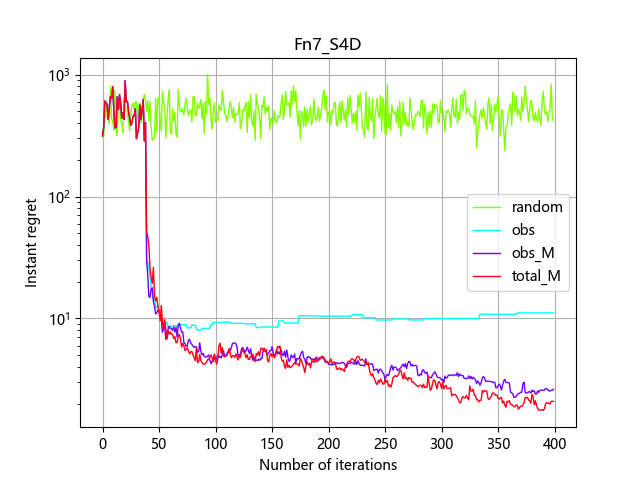 Fn7_S4D
Instant regret
10³
10²
10¹
random
obs
obs_M
total_M
0 50 100 150 200 250 300 350 400
Number of iterations